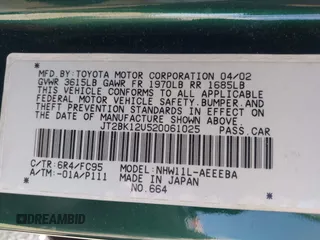 MFD.BY:TOYOTA MOTOR CORPORATION 04/02
GVWR 3615LB GAWR FR 1970LB RR 1685LB
THIS VEHICLE CONFORMS TO ALL APPLICABLE
FEDERAL MOTOR VEHICLE SAFETY,BUMPER,AND
THEFT PREVENTION STANDARDS IN EFFECT ON
THE DATE OF MANUFACTURE SHOWN ABOVE.
JT2BK12U520061025 PASS.CAR
C/TR:6R4/FC95 MODEL:NHW11L-AEEEBA
A/TM:-01A/P111 MADE IN JAPAN
NO.664
DREAMBID